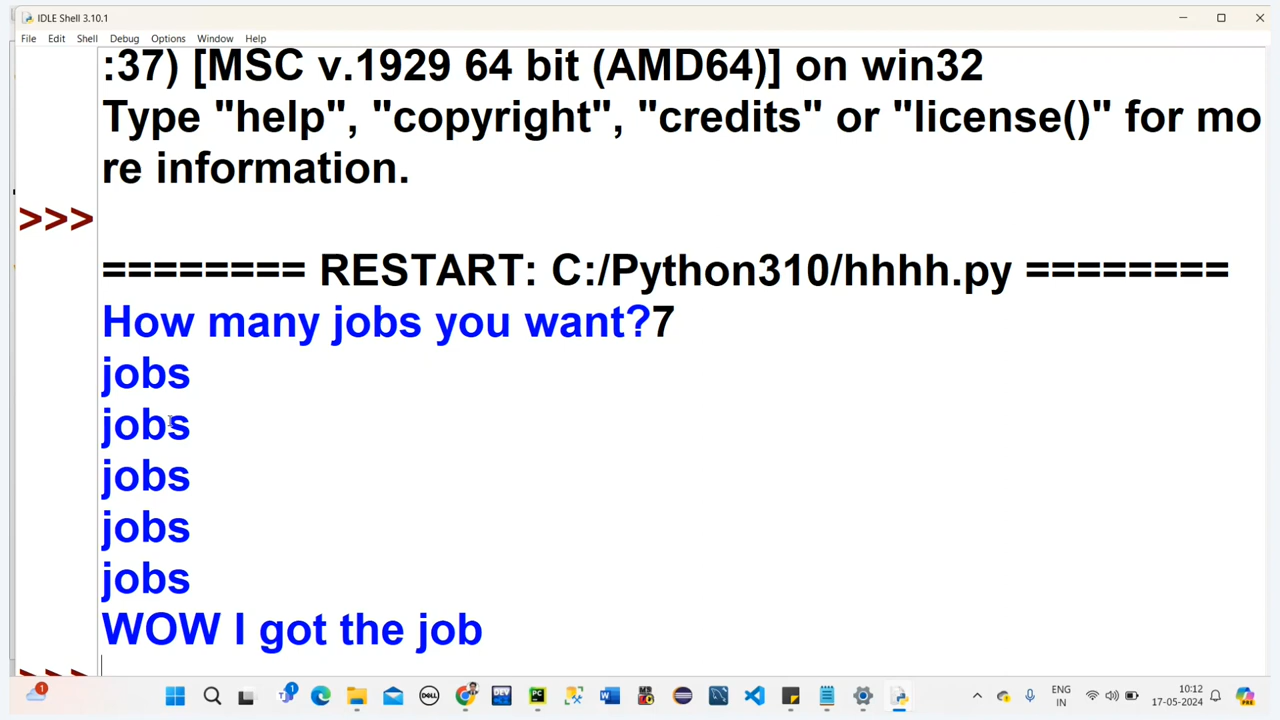 IDLE Shell 3.10.1
File Edit Shell Debug Options Window Help
:37) [MSC v.1929 64 bit (AMD64)] on win32
Type "help", "copyright", "credits" or "license()" for mo
re information.
>>>
======== RESTART: C:/Python310/hhhh.py ========
How many jobs you want?7
jobs
jobs
jobs
jobs
jobs
WOW I got the job
>>>
ENG 10:12
IN 17-05-2024